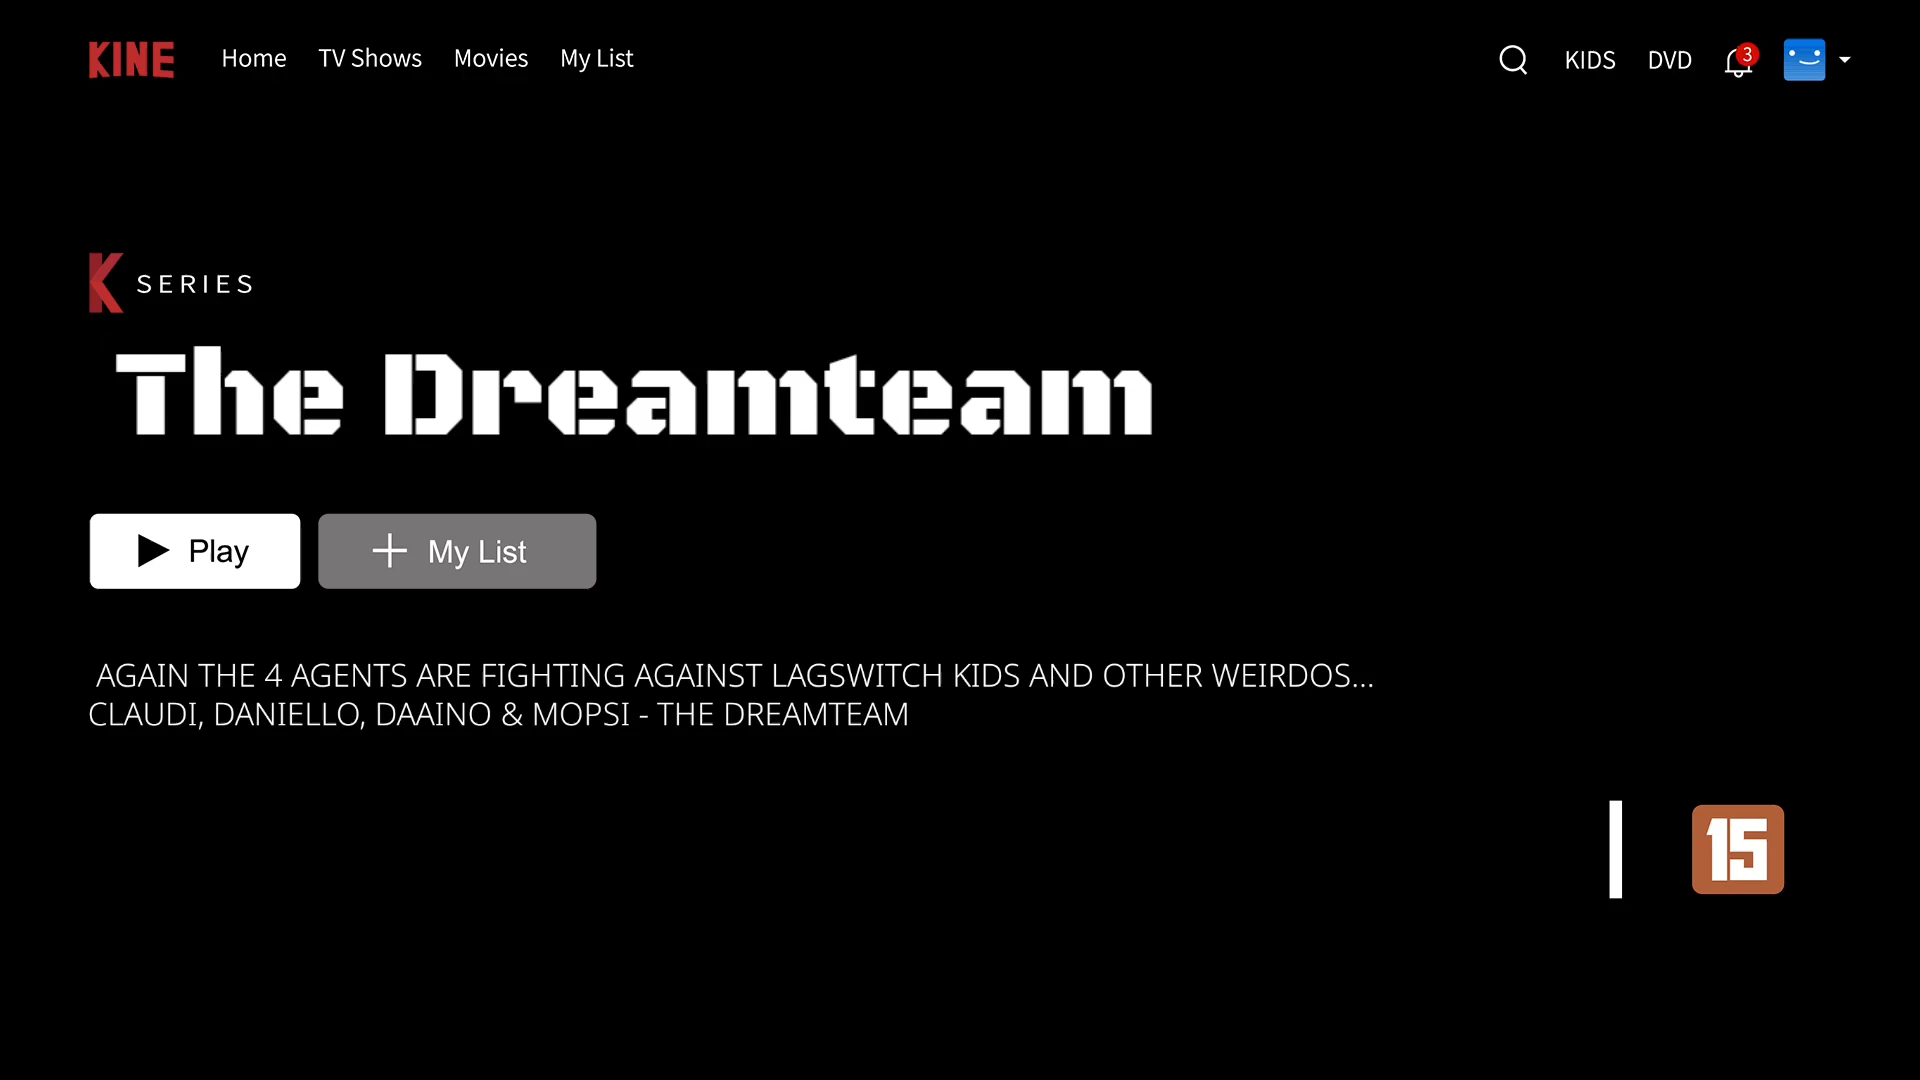 KINE Home TV Shows Movies My List KIDS DVD 3
K SERIES
The Dreamteam
Play My List
AGAIN THE 4 AGENTS ARE FIGHTING AGAINST LAGSWITCH KIDS AND OTHER WEIRDOS...
CLAUDI, DANIELLO, DAAINO & MOPSI - THE DREAMTEAM
15